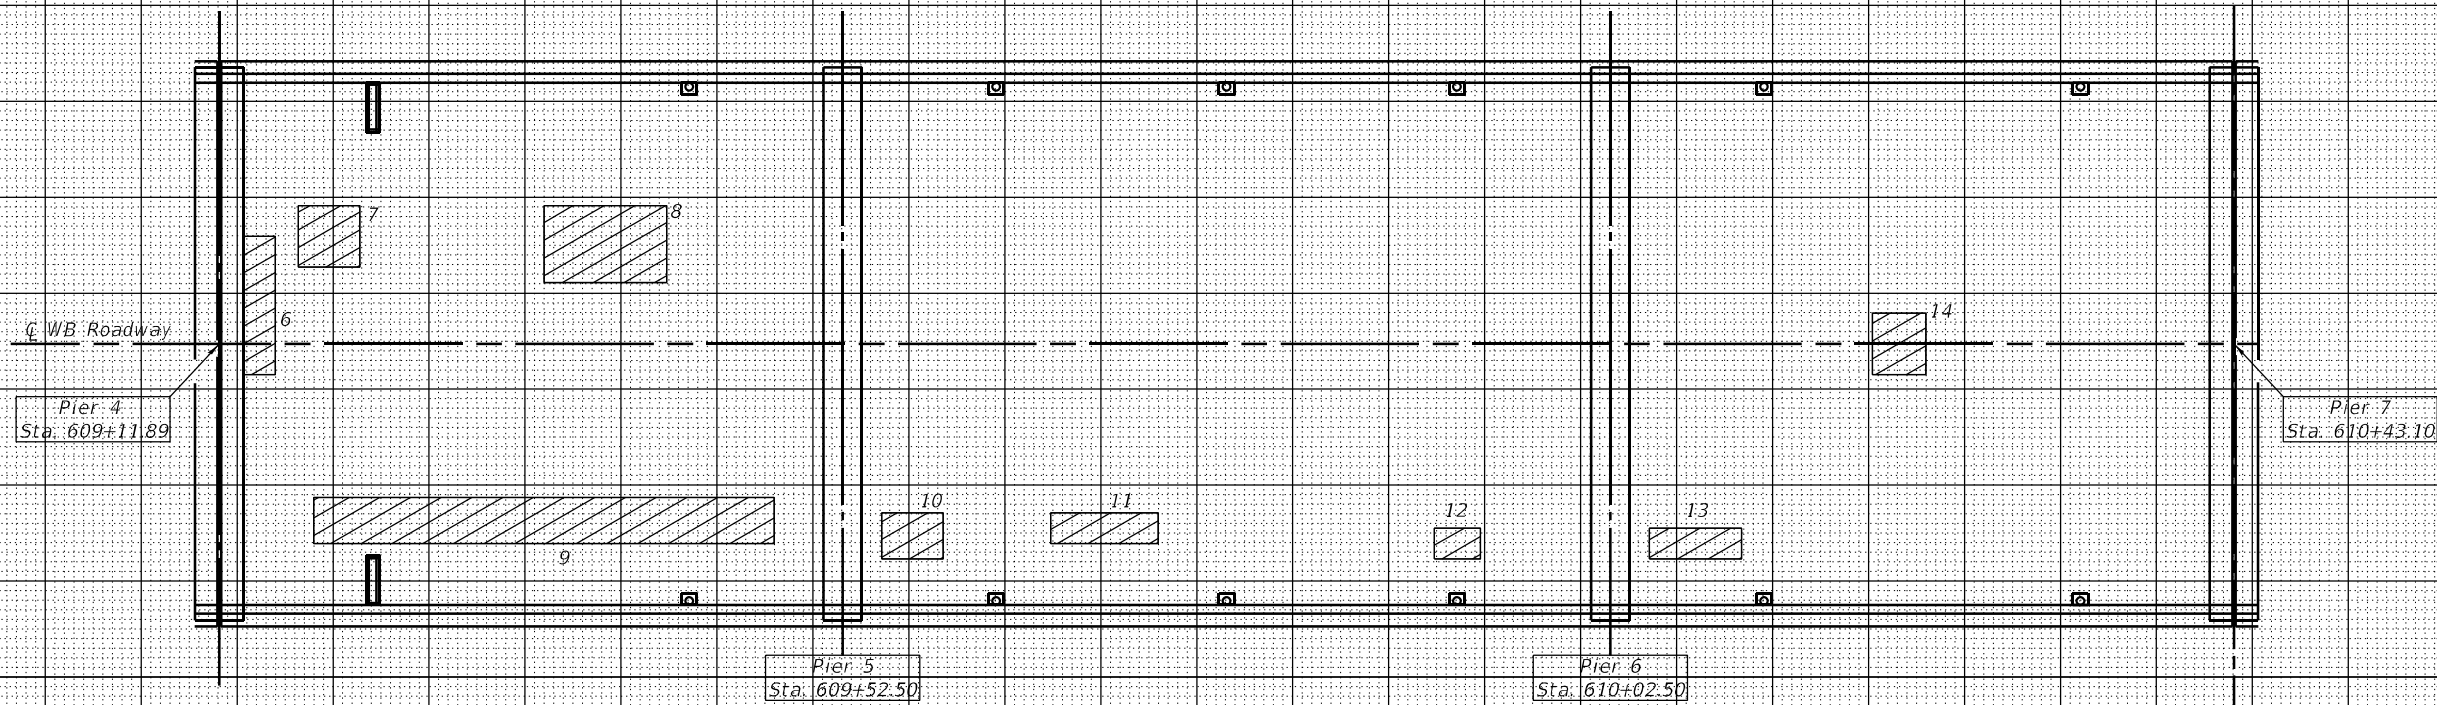 7
8
6
14
℄ WB Roadway
Pier 4
Sta. 609+11.89
Pier 7
Sta. 610+43.10
10
11
12
13
9
Pier 5
Sta. 609+52.50
Pier 6
Sta. 610+02.50